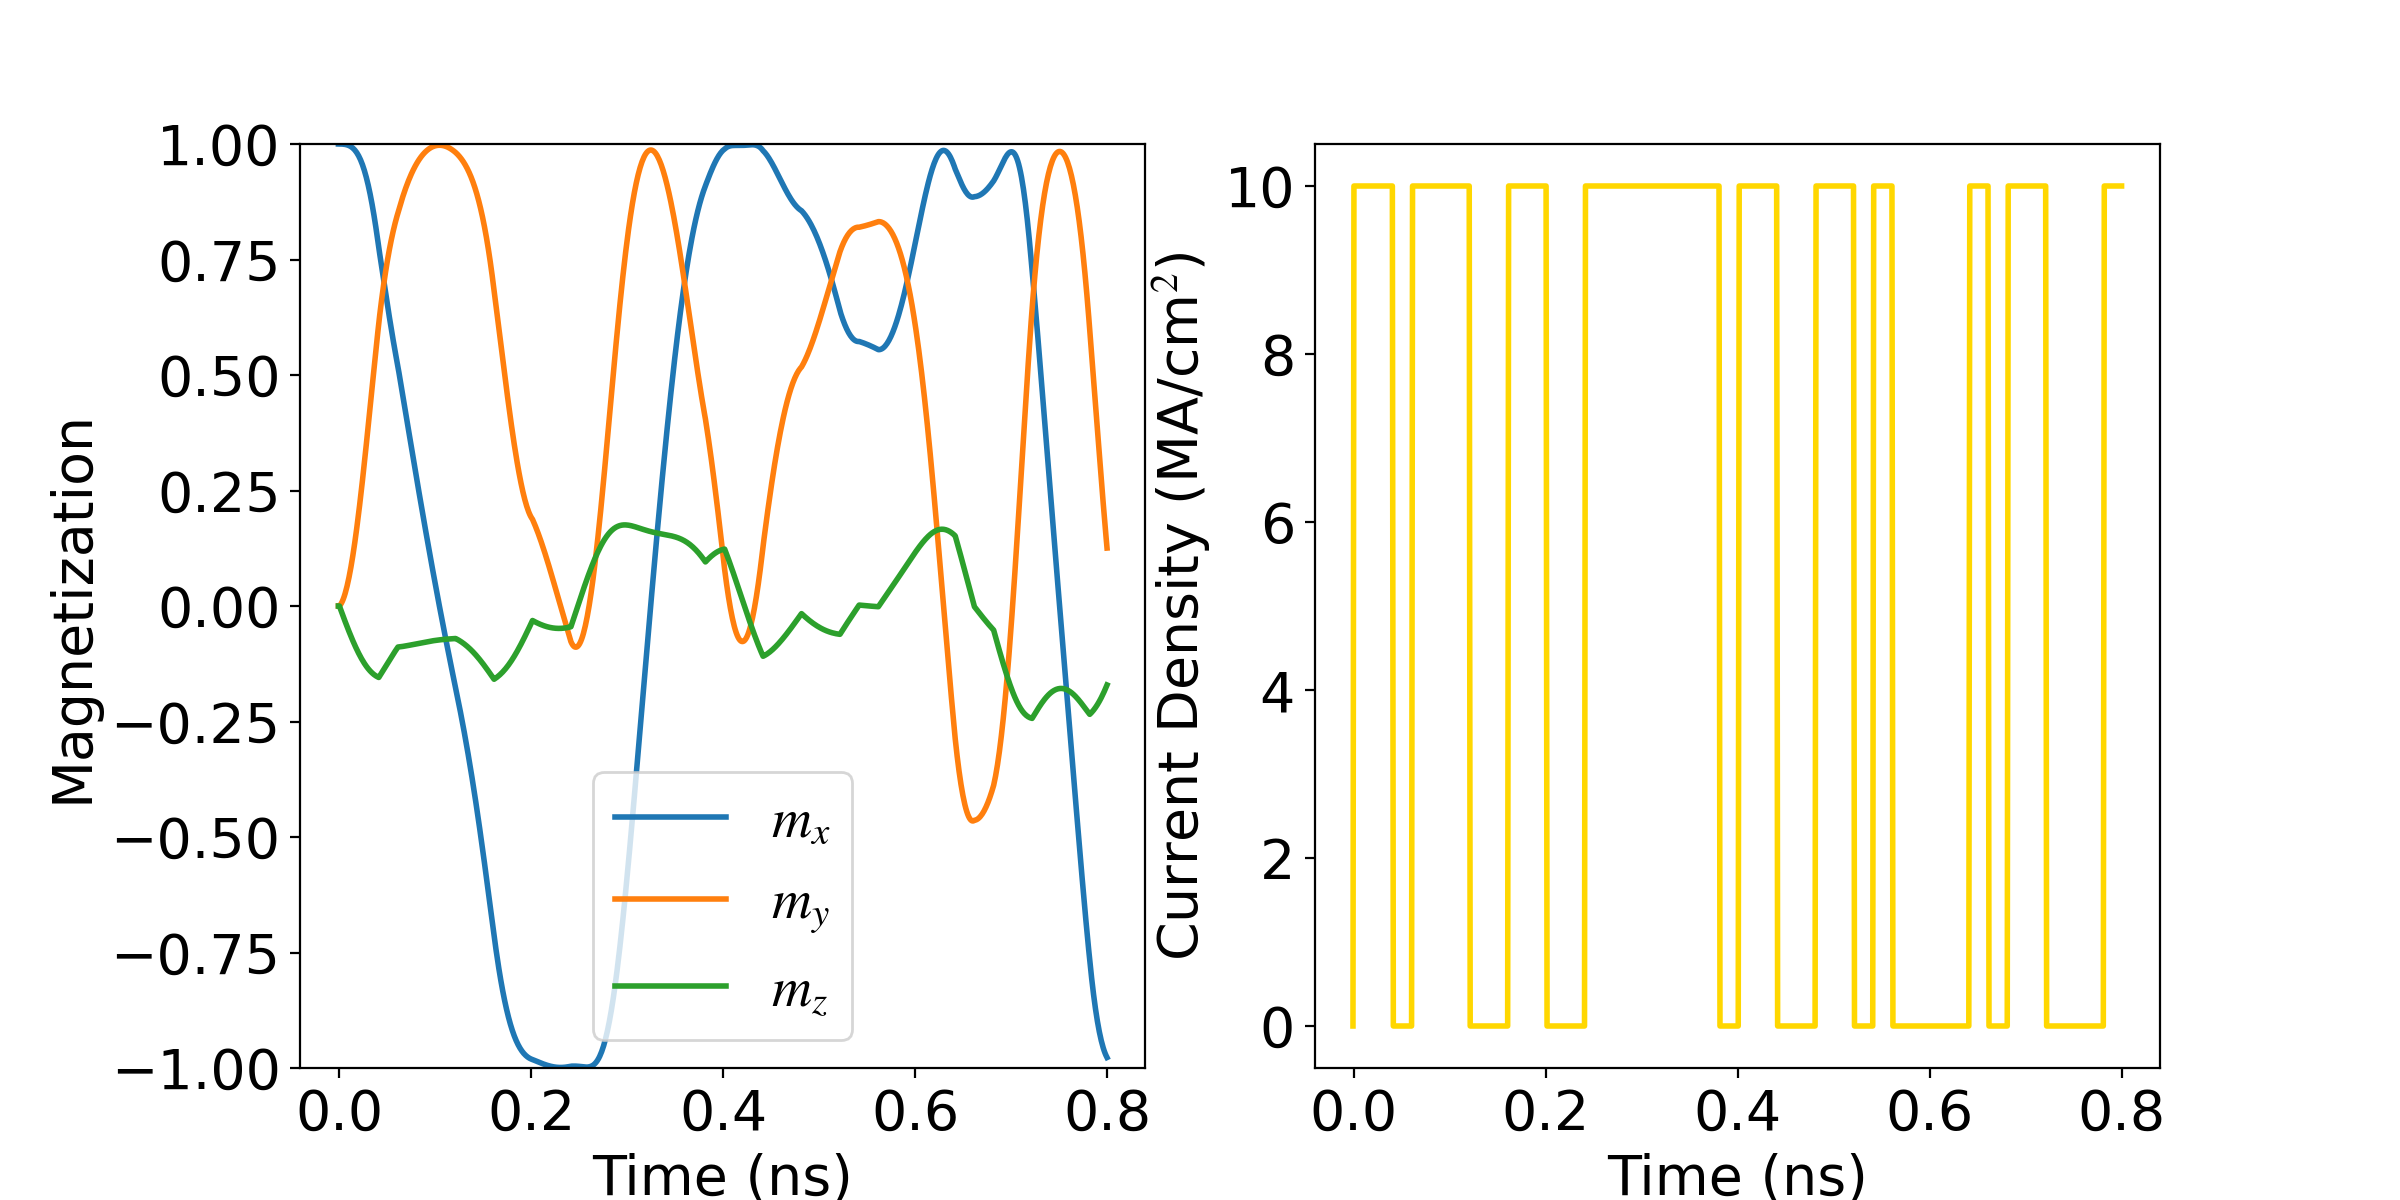 Magnetization
1.00
0.75
0.50
0.25
0.00
−0.25
−0.50
−0.75
−1.00
0.0 0.2 0.4 0.6 0.8
Time (ns)
m_x
m_y
m_z
Current Density (MA/cm²)
10
8
6
4
2
0
0.0 0.2 0.4 0.6 0.8
Time (ns)